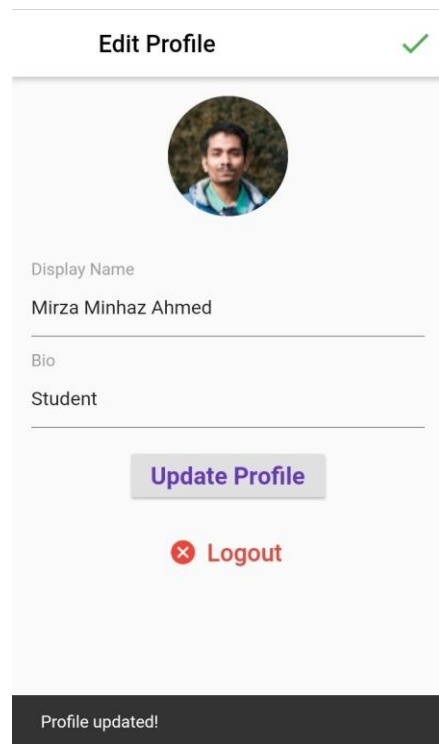 Edit Profile
Display Name
Mirza Minhaz Ahmed
Bio
Student
Update Profile
Logout
Profile updated!